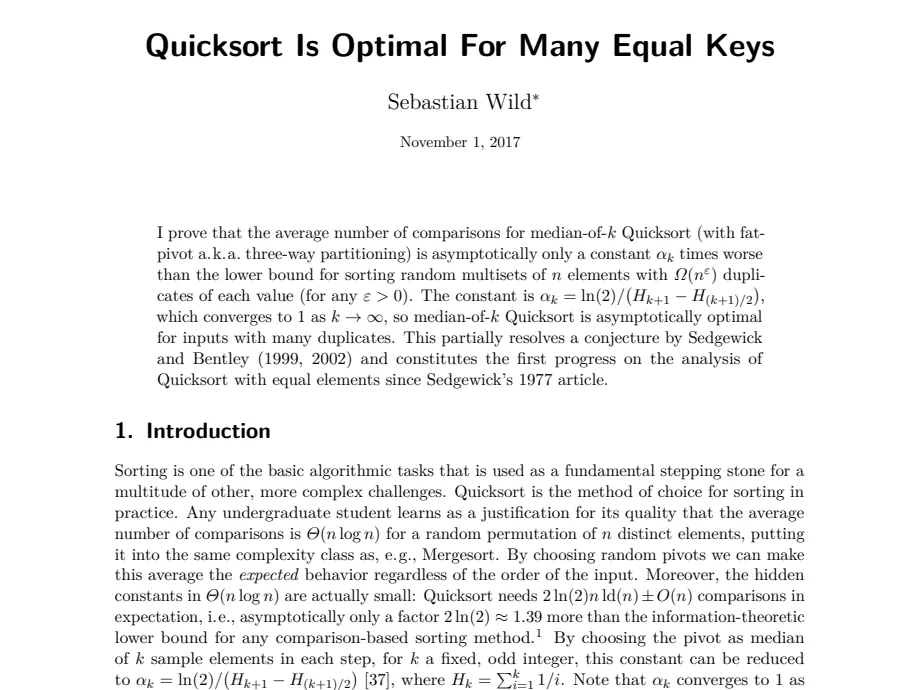 Quicksort Is Optimal For Many Equal Keys
Sebastian Wild*
November 1, 2017
I prove that the average number of comparisons for median-of-k Quicksort (with fat-
pivot a.k.a. three-way partitioning) is asymptotically only a constant αₖ times worse
than the lower bound for sorting random multisets of n elements with Ω(nᵋ) dupli-
cates of each value (for any ε > 0). The constant is αₖ = ln(2)/(Hₖ₊₁ − H₍ₖ₊₁₎/₂),
which converges to 1 as k → ∞, so median-of-k Quicksort is asymptotically optimal
for inputs with many duplicates. This partially resolves a conjecture by Sedgewick
and Bentley (1999, 2002) and constitutes the first progress on the analysis of
Quicksort with equal elements since Sedgewick's 1977 article.
1. Introduction
Sorting is one of the basic algorithmic tasks that is used as a fundamental stepping stone for a
multitude of other, more complex challenges. Quicksort is the method of choice for sorting in
practice. Any undergraduate student learns as a justification for its quality that the average
number of comparisons is Θ(n log n) for a random permutation of n distinct elements, putting
it into the same complexity class as, e.g., Mergesort. By choosing random pivots we can make
this average the expected behavior regardless of the order of the input. Moreover, the hidden
constants in Θ(n log n) are actually small: Quicksort needs 2 ln(2)n ld(n) ± O(n) comparisons in
expectation, i.e., asymptotically only a factor 2 ln(2) ≈ 1.39 more than the information-theoretic
lower bound for any comparison-based sorting method.¹ By choosing the pivot as median
of k sample elements in each step, for k a fixed, odd integer, this constant can be reduced
to αₖ = ln(2)/(Hₖ₊₁ − H₍ₖ₊₁₎/₂) [37], where Hₖ = ∑ᵏᵢ₌₁ 1/i. Note that αₖ converges to 1 as